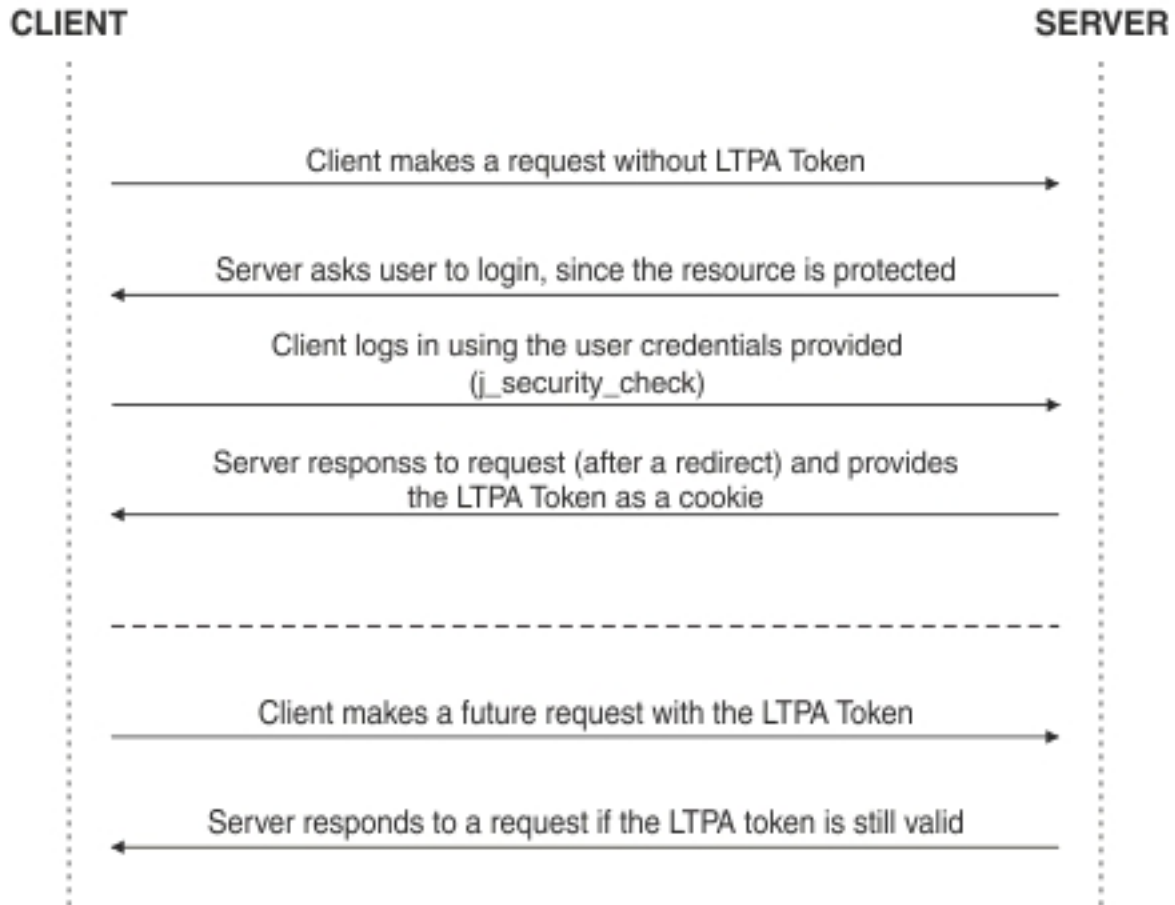 CLIENT
SERVER
Client makes a request without LTPA Token
Server asks user to login, since the resource is protected
Client logs in using the user credentials provided
(j_security_check)
Server responss to request (after a redirect) and provides
the LTPA Token as a cookie
Client makes a future request with the LTPA Token
Server responds to a request if the LTPA token is still valid